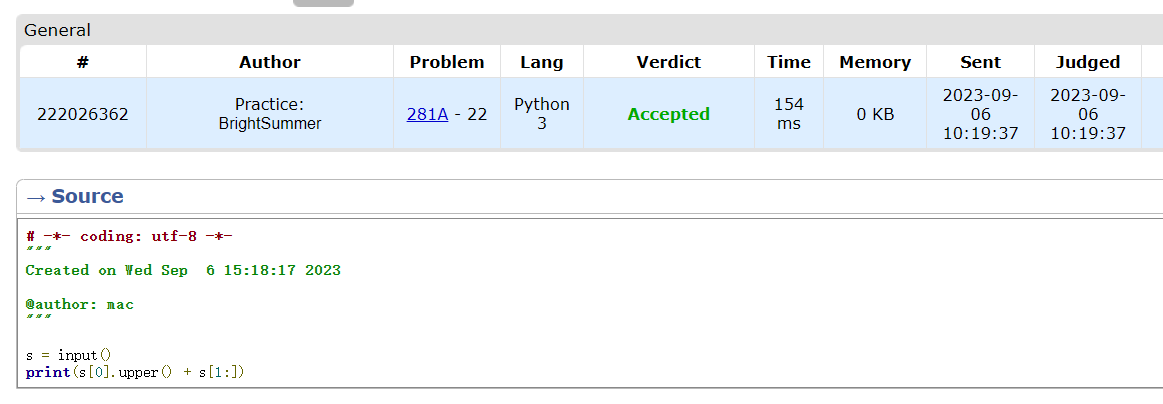 General
# Author Problem Lang Verdict Time Memory Sent Judged
222026362 Practice: BrightSummer 281A - 22 Python 3 Accepted 154 ms 0 KB 2023-09-06 10:19:37 2023-09-06 10:19:37
→ Source
# -*- coding: utf-8 -*-
"""
Created on Wed Sep  6 15:18:17 2023
@author: mac
"""
s = input()
print(s[0].upper() + s[1:])